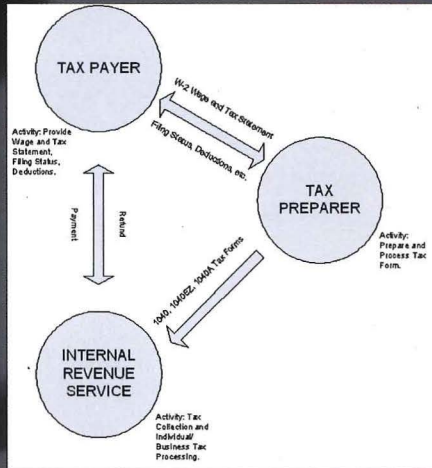 TAX PAYER
W-2 Wage and Tax Statement
Filing Status, Deductions, etc.
Activity: Provide
Wage and Tax
Statement,
Filing Status,
Deductions.
TAX
PREPARER
Activity:
Prepare and
Process Tax
Form.
Payment
Refund
1040, 1040EZ, 1040A Tax Forms
INTERNAL
REVENUE
SERVICE
Activity: Tax
Collection and
Individual/
Business Tax
Processing.